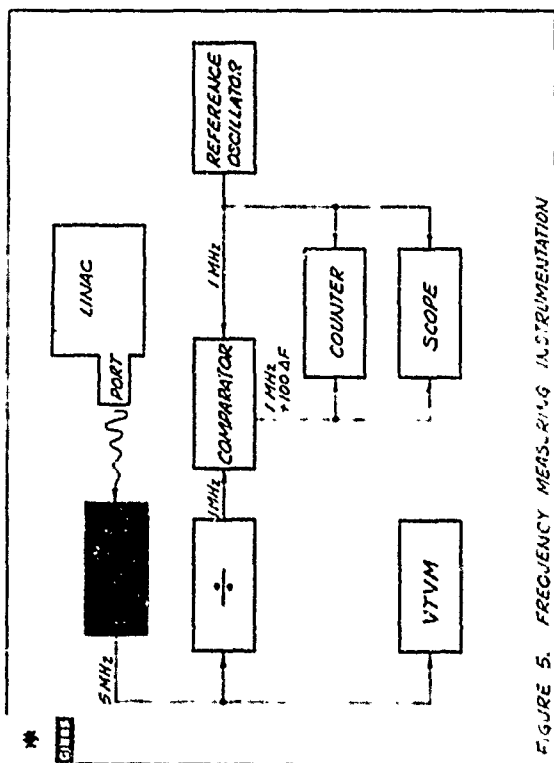 LINAC
PORT
5 MHz
REFERENCE
OSCILLATOR
1 MHz
COMPARATOR
1 MHz
÷
1 MHz
+100 ΔF
COUNTER
SCOPE
VTVM
FIGURE 5. FREQUENCY MEASURING INSTRUMENTATION